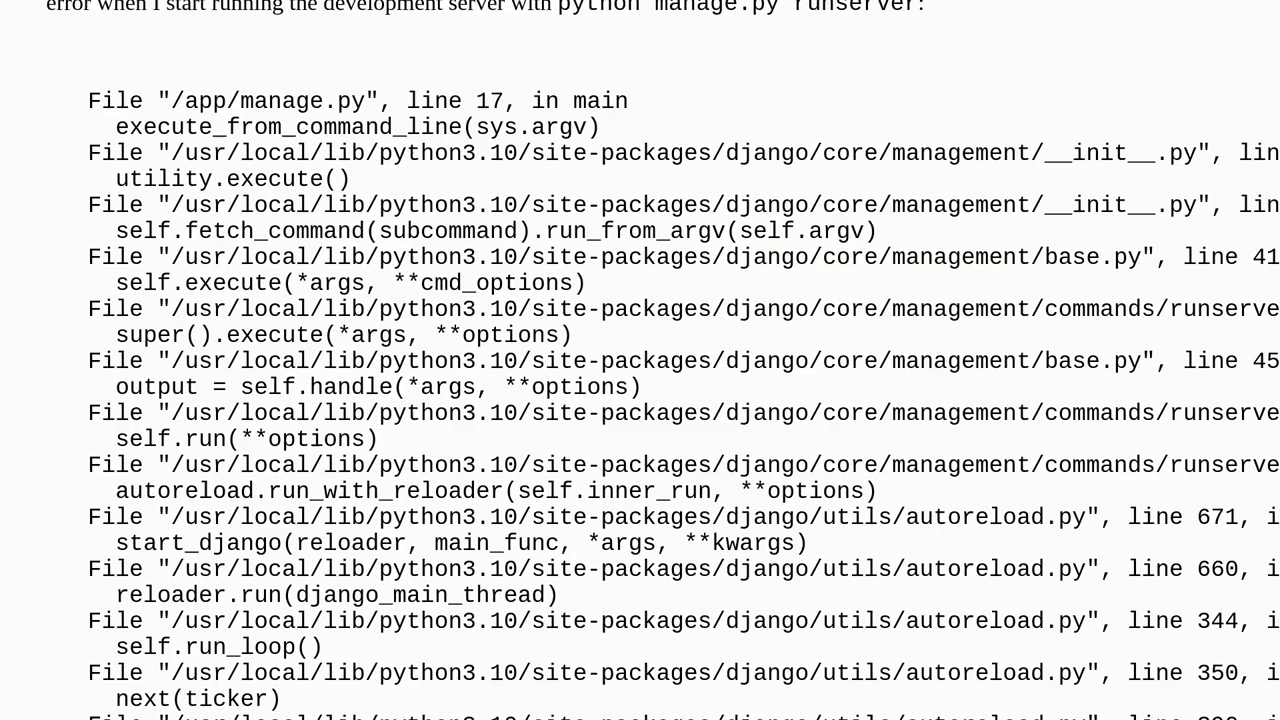 error when I start running the development server with python manage.py runserver:
File "/app/manage.py", line 17, in main
execute_from_command_line(sys.argv)
File "/usr/local/lib/python3.10/site-packages/django/core/management/__init__.py", lin
utility.execute()
File "/usr/local/lib/python3.10/site-packages/django/core/management/__init__.py", lin
self.fetch_command(subcommand).run_from_argv(self.argv)
File "/usr/local/lib/python3.10/site-packages/django/core/management/base.py", line 41
self.execute(*args, **cmd_options)
File "/usr/local/lib/python3.10/site-packages/django/core/management/commands/runserve
super().execute(*args, **options)
File "/usr/local/lib/python3.10/site-packages/django/core/management/base.py", line 45
output = self.handle(*args, **options)
File "/usr/local/lib/python3.10/site-packages/django/core/management/commands/runserve
self.run(**options)
File "/usr/local/lib/python3.10/site-packages/django/core/management/commands/runserve
autoreload.run_with_reloader(self.inner_run, **options)
File "/usr/local/lib/python3.10/site-packages/django/utils/autoreload.py", line 671, i
start_django(reloader, main_func, *args, **kwargs)
File "/usr/local/lib/python3.10/site-packages/django/utils/autoreload.py", line 660, i
reloader.run(django_main_thread)
File "/usr/local/lib/python3.10/site-packages/django/utils/autoreload.py", line 344, i
self.run_loop()
File "/usr/local/lib/python3.10/site-packages/django/utils/autoreload.py", line 350, i
next(ticker)